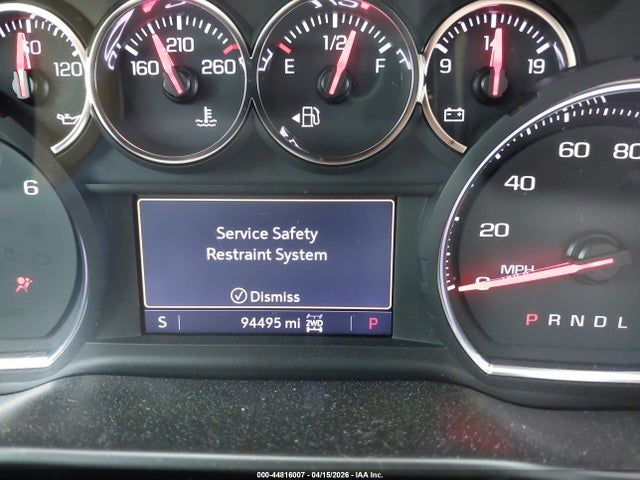 60 120
160 210 260
E 1/2 F
9 14 19
6
Service Safety
Restraint System
Dismiss
S 94495 mi 2WD P
0 20 40 60 80
MPH
P R N D L
000-44816007 - 04/15/2026 - IAA Inc.